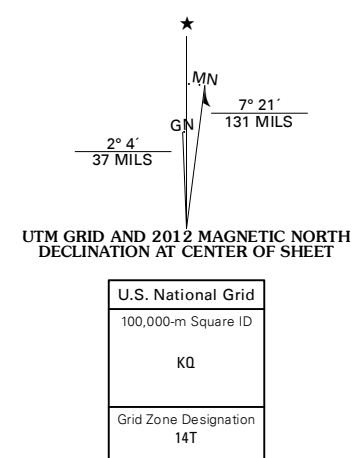 ★
MN
7° 21´
131 MILS
GN
2° 4´
37 MILS
UTM GRID AND 2012 MAGNETIC NORTH
DECLINATION AT CENTER OF SHEET
U.S. National Grid
100,000-m Square ID
KQ
Grid Zone Designation
14T